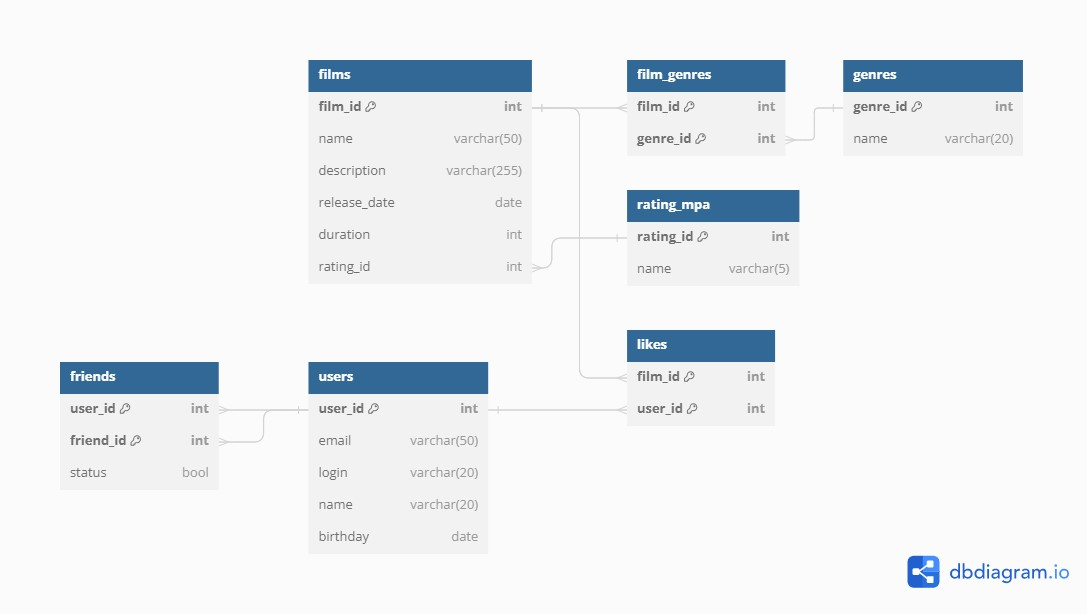 films
film_id int
name varchar(50)
description varchar(255)
release_date date
duration int
rating_id int
film_genres
film_id int
genre_id int
genres
genre_id int
name varchar(20)
rating_mpa
rating_id int
name varchar(5)
likes
film_id int
user_id int
friends
user_id int
friend_id int
status bool
users
user_id int
email varchar(50)
login varchar(20)
name varchar(20)
birthday date
dbdiagram.io